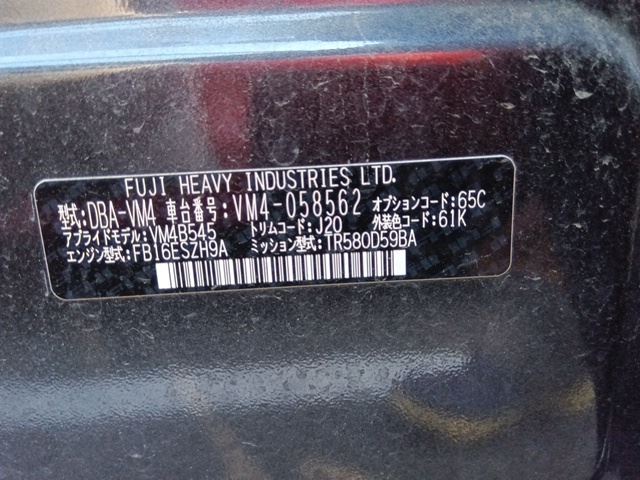 FUJI HEAVY INDUSTRIES LTD.
型式:DBA-VM4 車台番号:VM4-058562 オプションコード:65C
アプライドモデル:VM4B545 トリムコード:J20 外装色コード:61K
エンジン型式:FB16ESZH9A ミッション型式:TR580D59BA